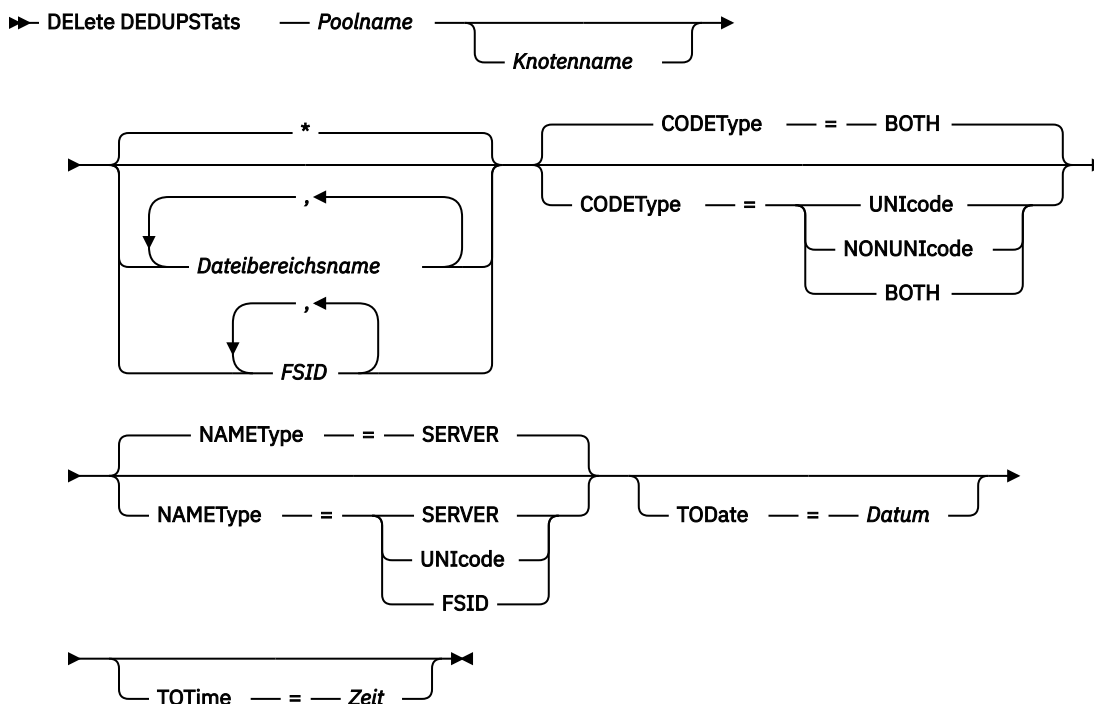 DELete DEDUPSTats Poolname
Knotenname
*
,
Dateibereichsname
,
FSID
CODEType = BOTH
CODEType = UNIcode
NONUNIcode
BOTH
NAMEType = SERVER
NAMEType = SERVER
UNIcode
FSID
TODate = Datum
TOTime = Zeit